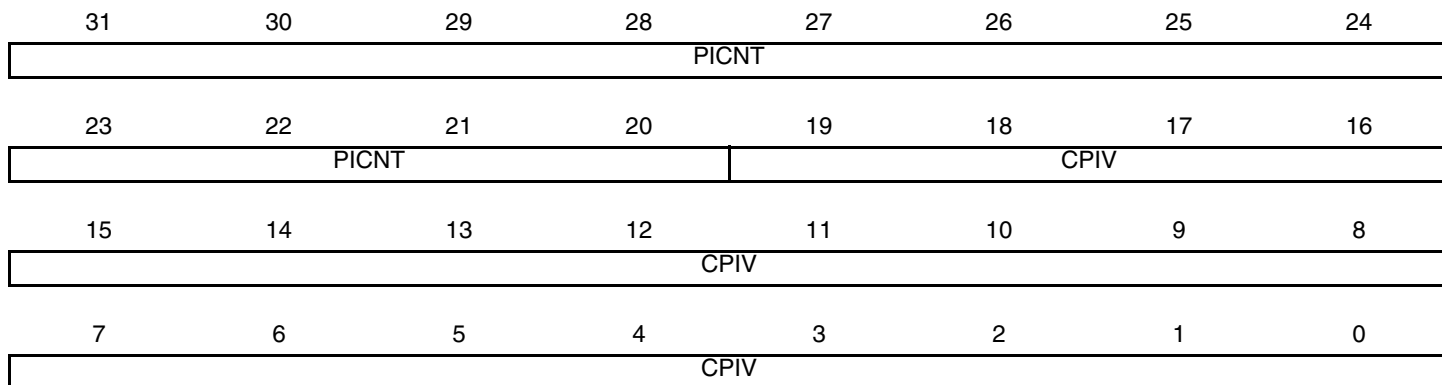 31 30 29 28 27 26 25 24
PICNT
23 22 21 20 19 18 17 16
PICNT CPIV
15 14 13 12 11 10 9 8
CPIV
7 6 5 4 3 2 1 0
CPIV